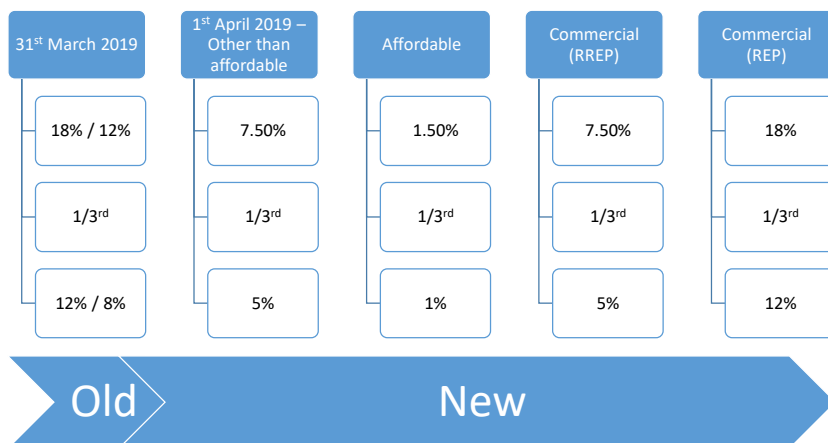 31st March 2019
18% / 12%
1/3rd
12% / 8%
1st April 2019 –
Other than
affordable
7.50%
1/3rd
5%
Affordable
1.50%
1/3rd
1%
Commercial
(RREP)
7.50%
1/3rd
5%
Commercial
(REP)
18%
1/3rd
12%
Old
New